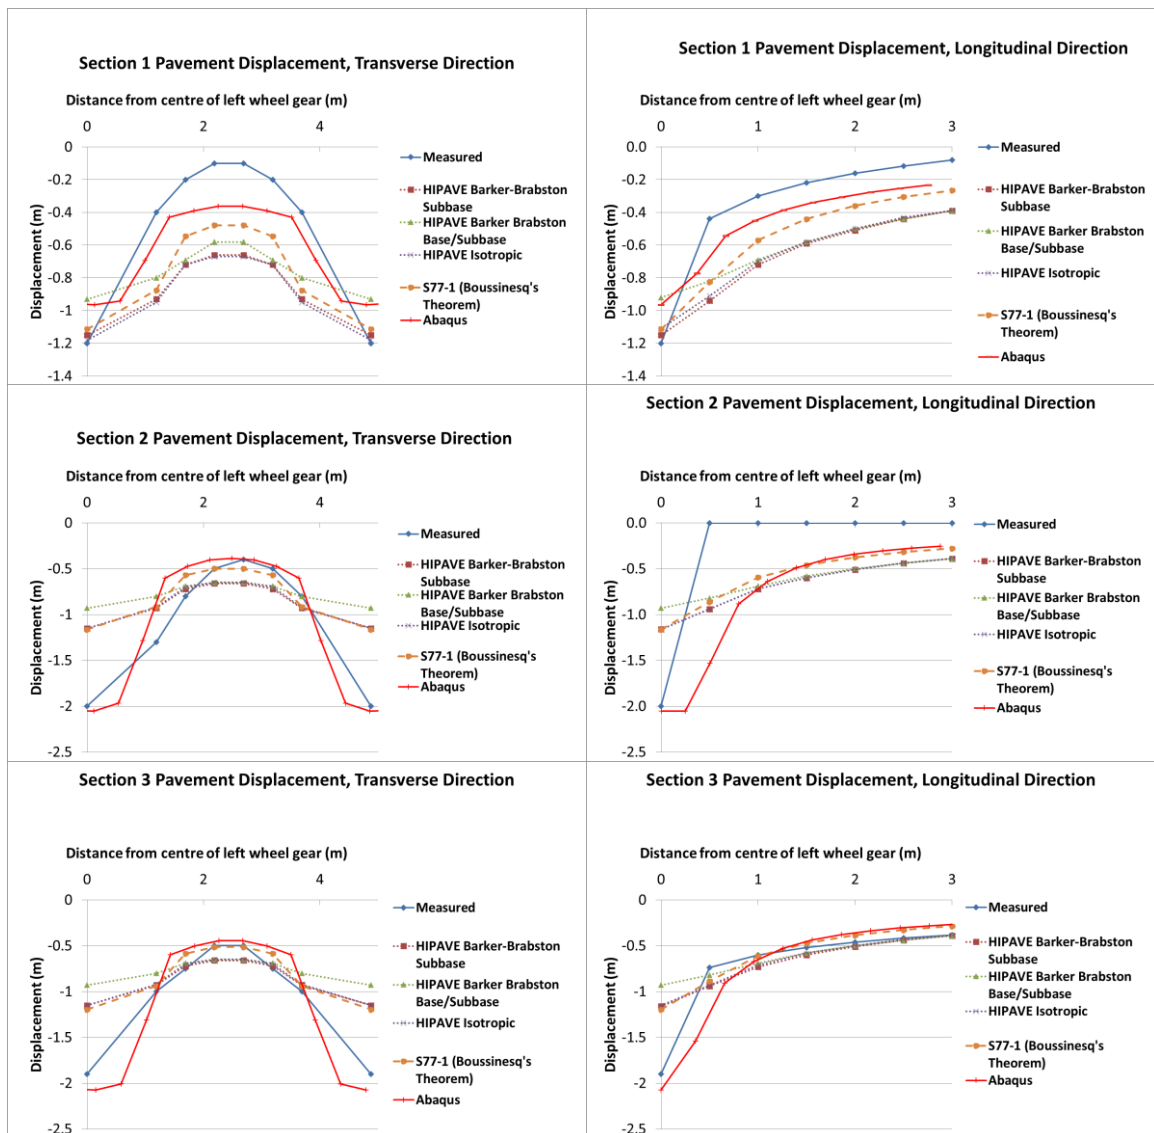 Section 1 Pavement Displacement, Transverse Direction
Distance from centre of left wheel gear (m)
0 2 4
0
-0.2
-0.4
-0.6
-0.8
-1
-1.2
-1.4
Displacement (m)
Measured
HIPAVE Barker-Brabston
Subbase
HIPAVE Barker Brabston
Base/Subbase
HIPAVE Isotropic
S77-1 (Boussinesq's
Theorem)
Abaqus
Section 1 Pavement Displacement, Longitudinal Direction
Distance from centre of left wheel gear (m)
0 1 2 3
0.0
-0.2
-0.4
-0.6
-0.8
-1.0
-1.2
-1.4
Displacement (m)
Measured
HIPAVE Barker-Brabston
Subbase
HIPAVE Barker Brabston
Base/Subbase
HIPAVE Isotropic
S77-1 (Boussinesq's
Theorem)
Abaqus
Section 2 Pavement Displacement, Transverse Direction
Distance from centre of left wheel gear (m)
0 2 4
0
-0.5
-1
-1.5
-2
-2.5
Displacement (m)
Measured
HIPAVE Barker-Brabston
Subbase
HIPAVE Barker Brabston
Base/Subbase
HIPAVE Isotropic
S77-1 (Boussinesq's
Theorem)
Abaqus
Section 2 Pavement Displacement, Longitudinal Direction
Distance from centre of left wheel gear (m)
0 1 2 3
0.0
-0.5
-1.0
-1.5
-2.0
-2.5
Displacement (m)
Measured
HIPAVE Barker-Brabston
Subbase
HIPAVE Barker Brabston
Base/Subbase
HIPAVE Isotropic
S77-1 (Boussinesq's
Theorem)
Abaqus
Section 3 Pavement Displacement, Transverse Direction
Distance from centre of left wheel gear (m)
0 2 4
0
-0.5
-1
-1.5
-2
-2.5
Displacement (m)
Measured
HIPAVE Barker-Brabston
Subbase
HIPAVE Barker Brabston
Base/Subbase
HIPAVE Isotropic
S77-1 (Boussinesq's
Theorem)
Abaqus
Section 3 Pavement Displacement, Longitudinal Direction
Distance from centre of left wheel gear (m)
0 1 2 3
0
-0.5
-1
-1.5
-2
-2.5
Displacement (m)
Measured
HIPAVE Barker-Brabston
Subbase
HIPAVE Barker Brabston
Base/Subbase
HIPAVE Isotropic
S77-1 (Boussinesq's
Theorem)
Abaqus